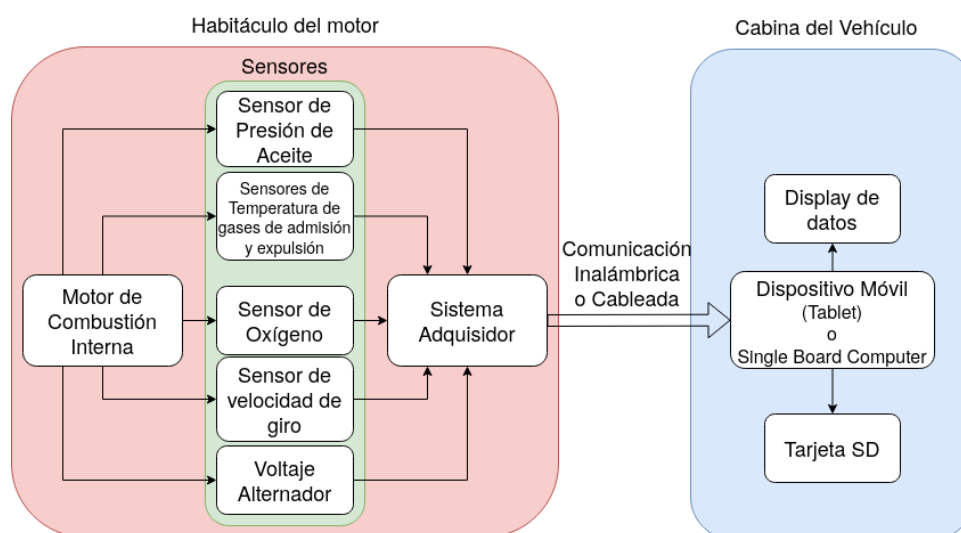 Habitáculo del motor
Cabina del Vehículo
Sensores
Sensor de
Presión de
Aceite
Sensores de
Temperatura de
gases de admisión
y expulsión
Motor de
Combustión
Interna
Sensor de
Oxígeno
Sensor de
velocidad de
giro
Voltaje
Alternador
Sistema
Adquisidor
Comunicación
Inalámbrica
o Cableada
Display de
datos
Dispositivo Móvil
(Tablet)
o
Single Board Computer
Tarjeta SD